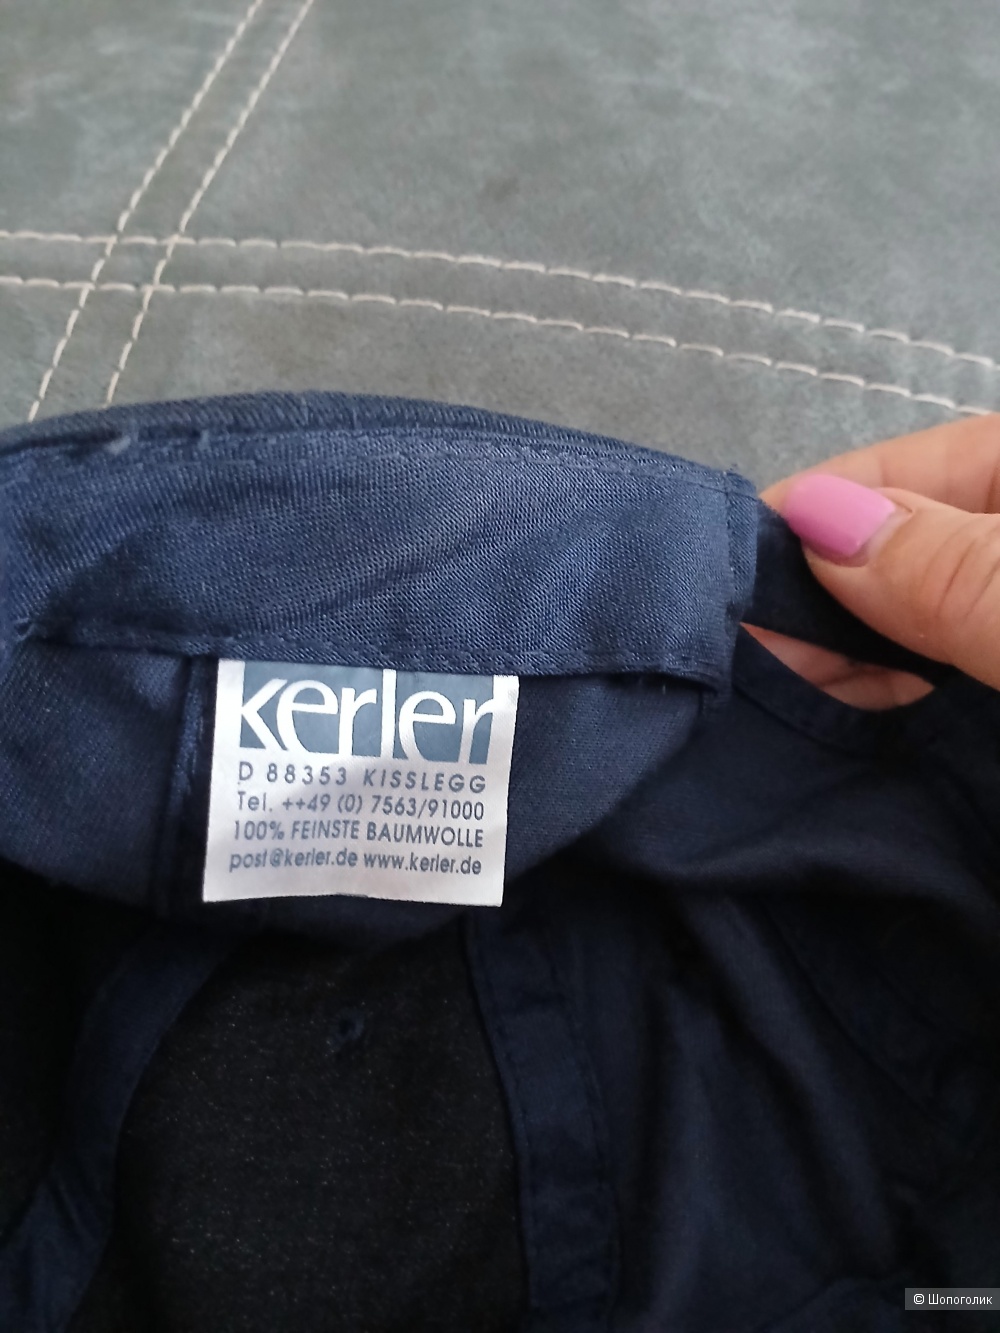 kerler
D 88353 KISSLEGG
Tel. ++49 (0) 7563/91000
100% FEINSTE BAUMWOLLE
post@kerler.de www.kerler.de
© Шопоголик